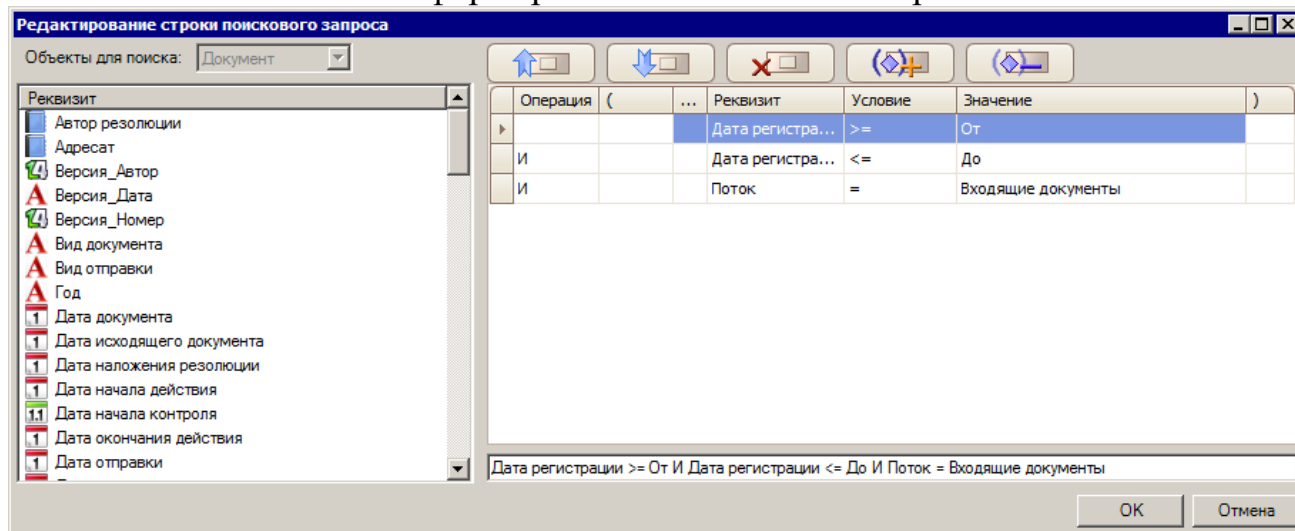 Редактирование строки поискового запроса
Объекты для поиска: Документ
Реквизит
Автор резолюции
Адресат
Версия_Автор
Версия_Дата
Версия_Номер
Вид документа
Вид отправки
Год
Дата документа
Дата исходящего документа
Дата наложения резолюции
Дата начала действия
Дата начала контроля
Дата окончания действия
Дата отправки
Операция ( ... Реквизит Условие Значение )
Дата регистра... >= От
И Дата регистра... <= До
И Поток = Входящие документы
Дата регистрации >= От И Дата регистрации <= До И Поток = Входящие документы
OK Отмена